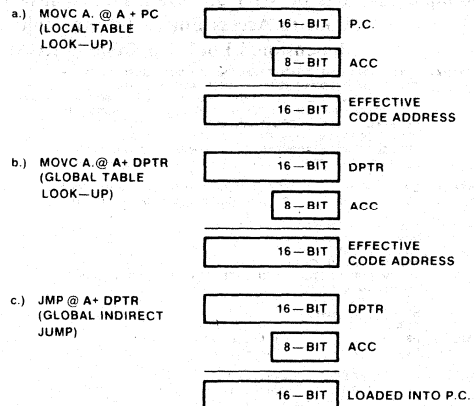 a.) MOVC A. @ A + PC
(LOCAL TABLE
LOOK—UP)
16—BIT P.C.
8—BIT ACC
16—BIT EFFECTIVE
CODE ADDRESS
b.) MOVC A.@ A+ DPTR
(GLOBAL TABLE
LOOK—UP)
16—BIT DPTR
8—BIT ACC
16—BIT EFFECTIVE
CODE ADDRESS
c.) JMP @ A+ DPTR
(GLOBAL INDIRECT
JUMP)
16—BIT DPTR
8—BIT ACC
16—BIT LOADED INTO P.C.